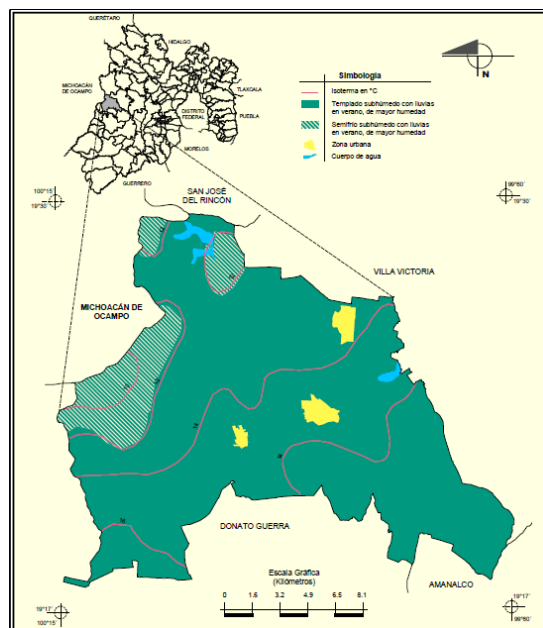 QUERÉTARO
HIDALGO
MICHOACÁN
DE OCAMPO
TLAXCALA
DISTRITO
FEDERAL
PUEBLA
MORELOS
GUERRERO
N
Simbología
Isoterma en °C
Templado subhúmedo con lluvias
en verano, de mayor humedad
Semifrío subhúmedo con lluvias
en verano, de mayor humedad
Zona urbana
Cuerpo de agua
100°15'
19°30'
SAN JOSÉ
DEL RINCÓN
99°60'
19°30'
VILLA VICTORIA
MICHOACÁN DE
OCAMPO
DONATO GUERRA
AMANALCO
Escala Gráfica
(Kilómetros)
0 1.6 3.2 4.9 6.5 8.1
19°17'
100°15'
19°17'
99°60'